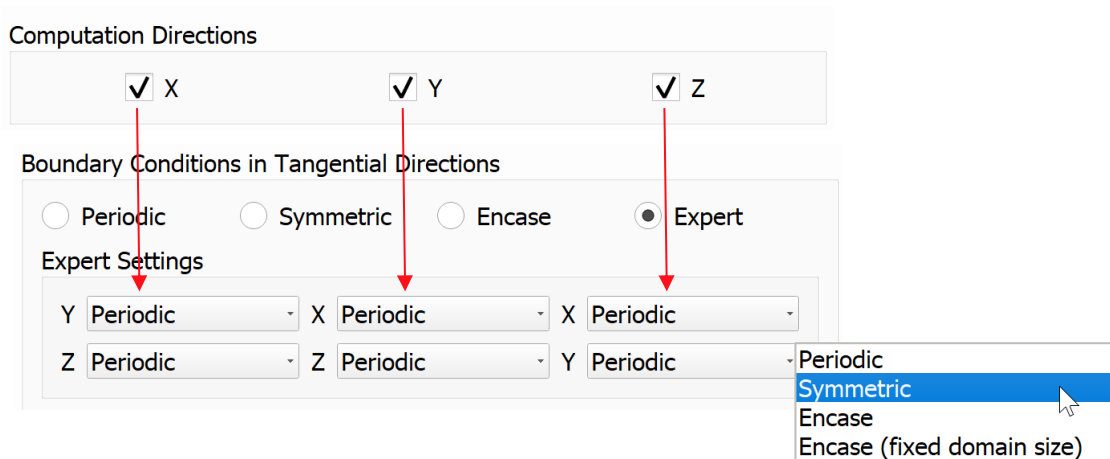 Computation Directions
X Y Z
Boundary Conditions in Tangential Directions
Periodic Symmetric Encase Expert
Expert Settings
Y Periodic X Periodic X Periodic
Z Periodic Z Periodic Y Periodic
Periodic
Symmetric
Encase
Encase (fixed domain size)